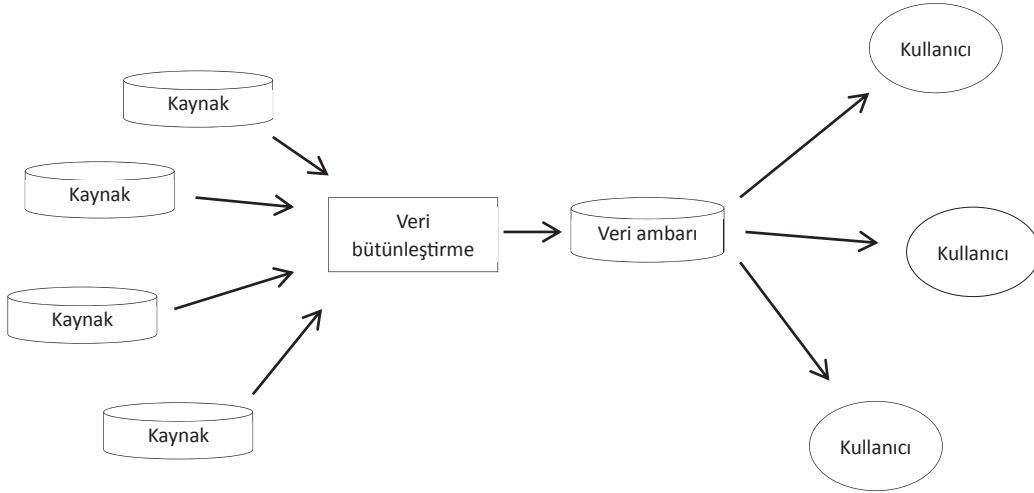 Kullanıcı
Kaynak
Kaynak
Veri
bütünleştirme
Veri ambarı
Kullanıcı
Kaynak
Kaynak
Kullanıcı